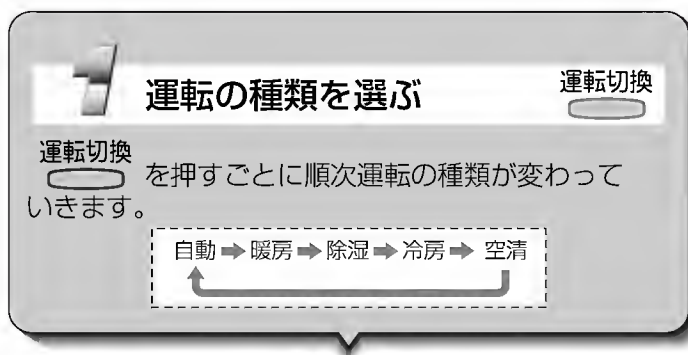 1 運転の種類を選ぶ 運転切換
運転切換 を押すごとに順次運転の種類が変わって
いきます。
自動➡暖房➡除湿➡冷房➡空清